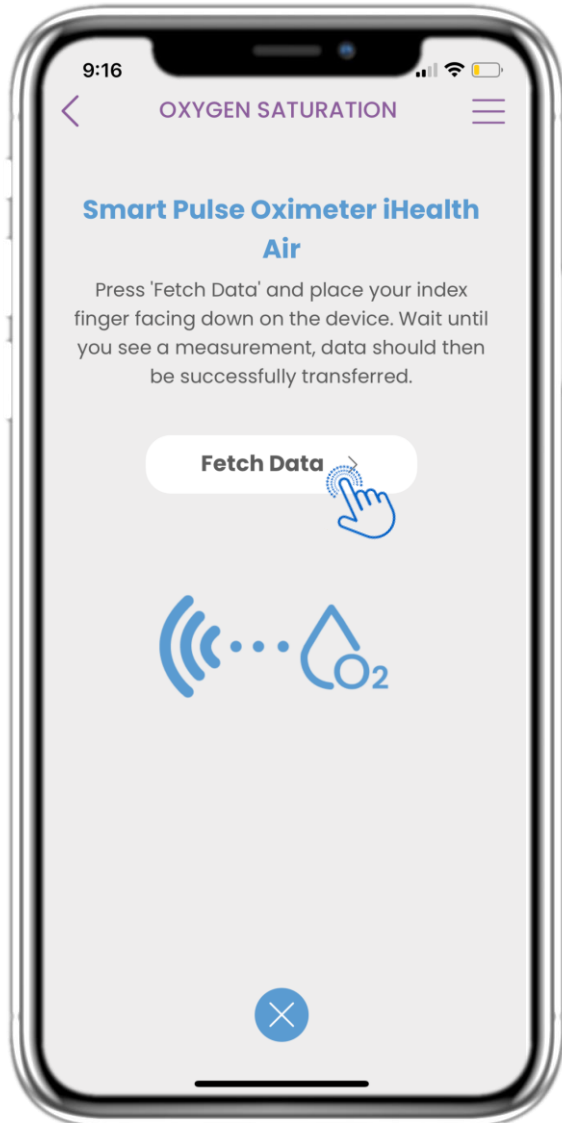 9:16
OXYGEN SATURATION
Smart Pulse Oximeter iHealth
Air
Press 'Fetch Data' and place your index
finger facing down on the device. Wait until
you see a measurement, data should then
be successfully transferred.
Fetch Data
O2